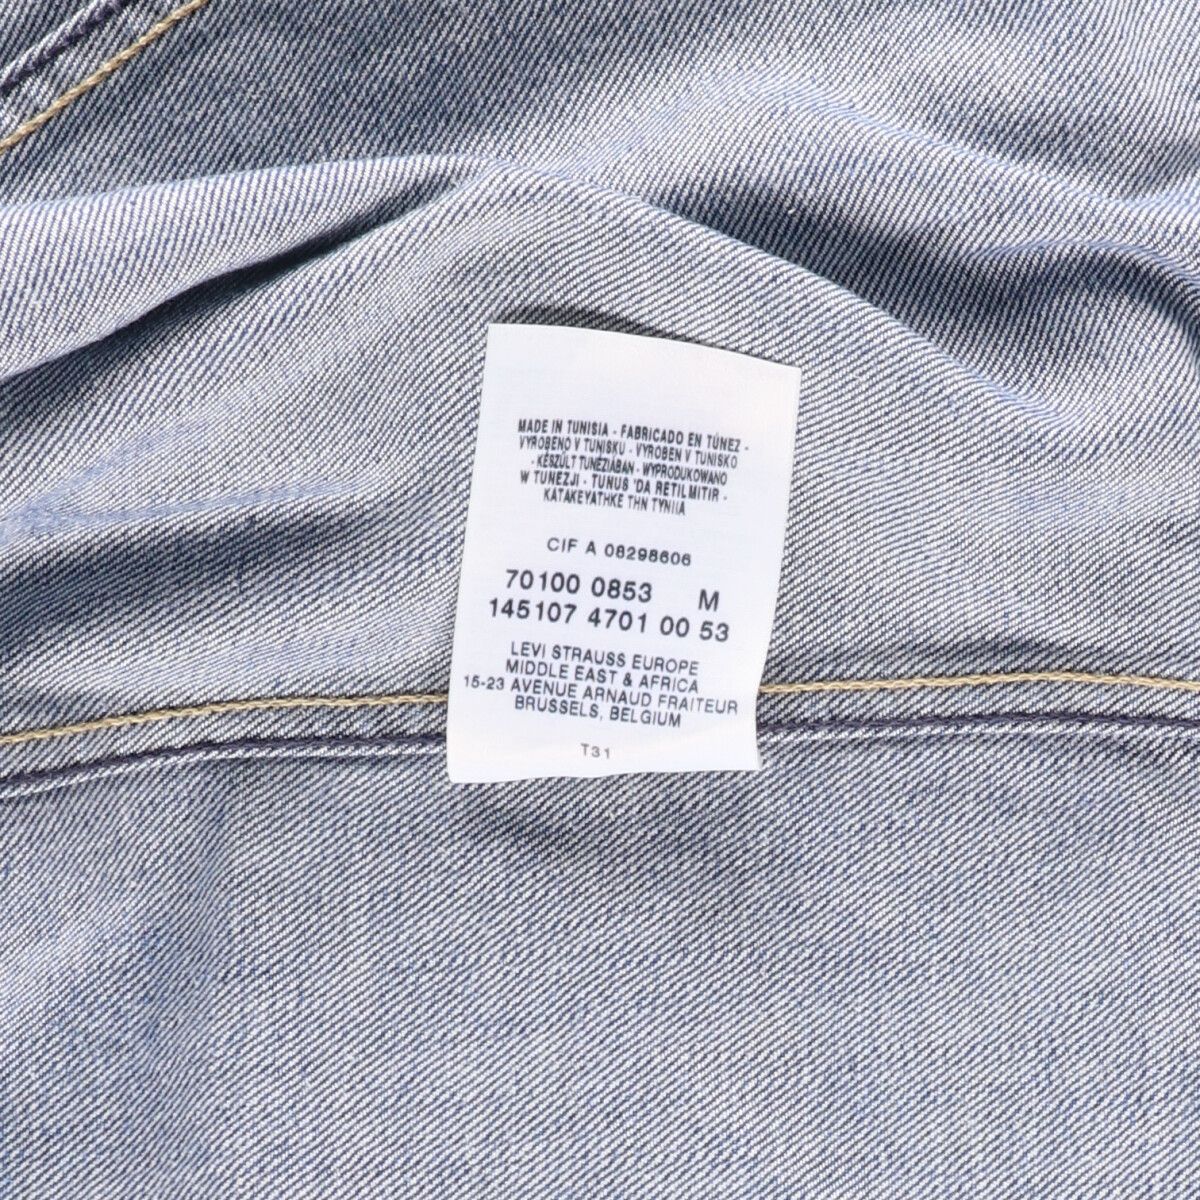 MADE IN TUNISIA - FABRICADO EN TÚNEZ -
VYROBENO V TUNISKU - VYROBEN V TUNISKO
- KÉSZÜLT TUNÉZIÁBAN - WYPRODUKOWANO
W TUNEZJI - TUNUS 'DA RETILMITIR -
KATAKEYATHKE THN TYNIIA
CIF A 08298606
70100 0853 M
145107 4701 00 53
LEVI STRAUSS EUROPE
MIDDLE EAST & AFRICA
15-23 AVENUE ARNAUD FRAITEUR
BRUSSELS, BELGIUM
T31